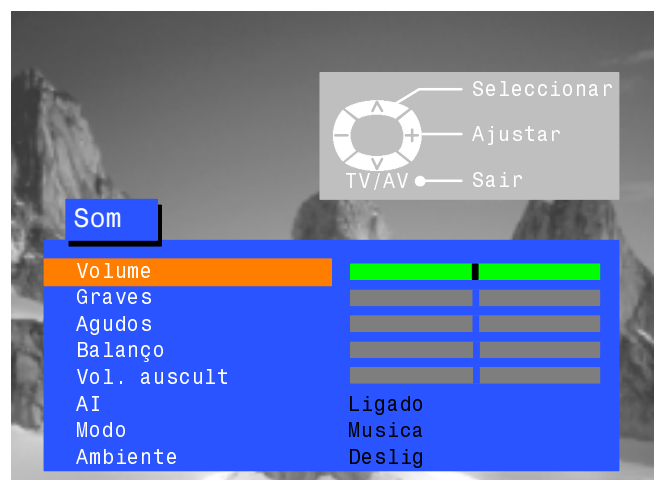 Seleccionar
Ajustar
TV/AV Sair
Som
Volume
Graves
Agudos
Balanço
Vol. auscult
AI Ligado
Modo Musica
Ambiente Deslig